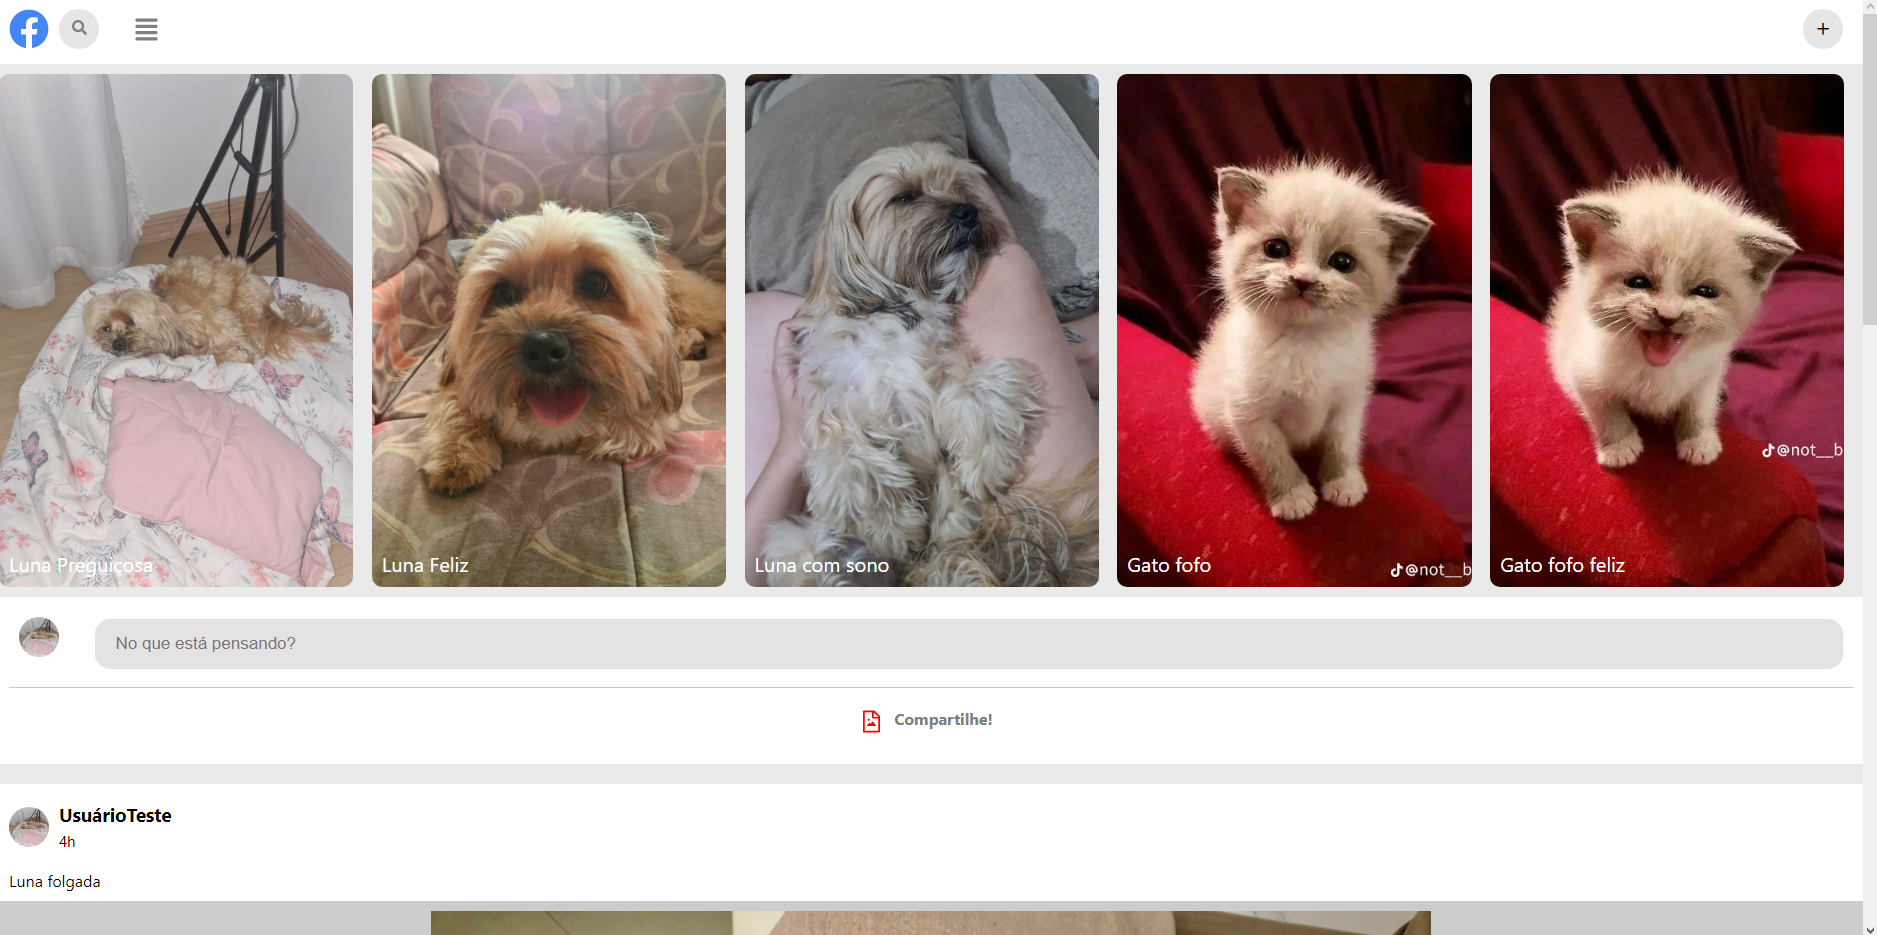 Luna Preguiçosa
Luna Feliz
Luna com sono
Gato fofo
@not__b
Gato fofo feliz
@not__b
No que está pensando?
Compartilhe!
UsuárioTeste
4h
Luna folgada